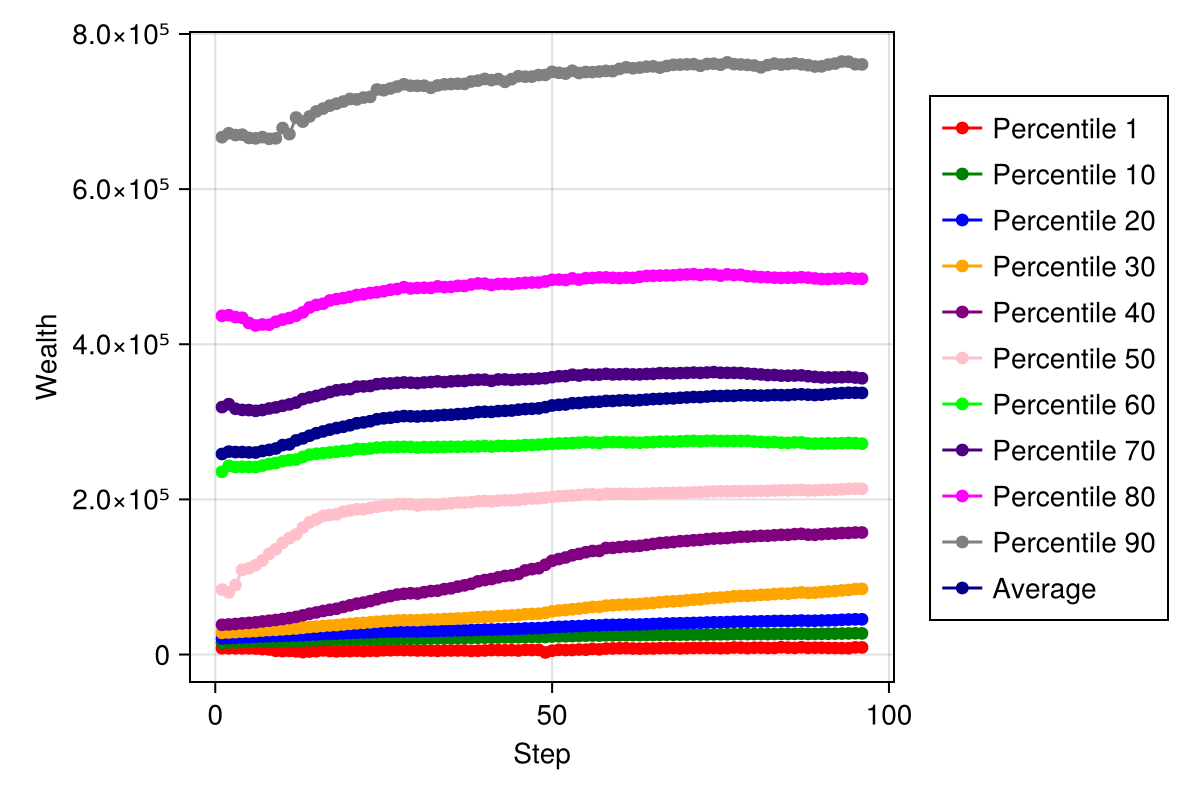 8.0×10⁵
6.0×10⁵
4.0×10⁵
2.0×10⁵
0
Wealth
0 50 100
Step
Percentile 1
Percentile 10
Percentile 20
Percentile 30
Percentile 40
Percentile 50
Percentile 60
Percentile 70
Percentile 80
Percentile 90
Average